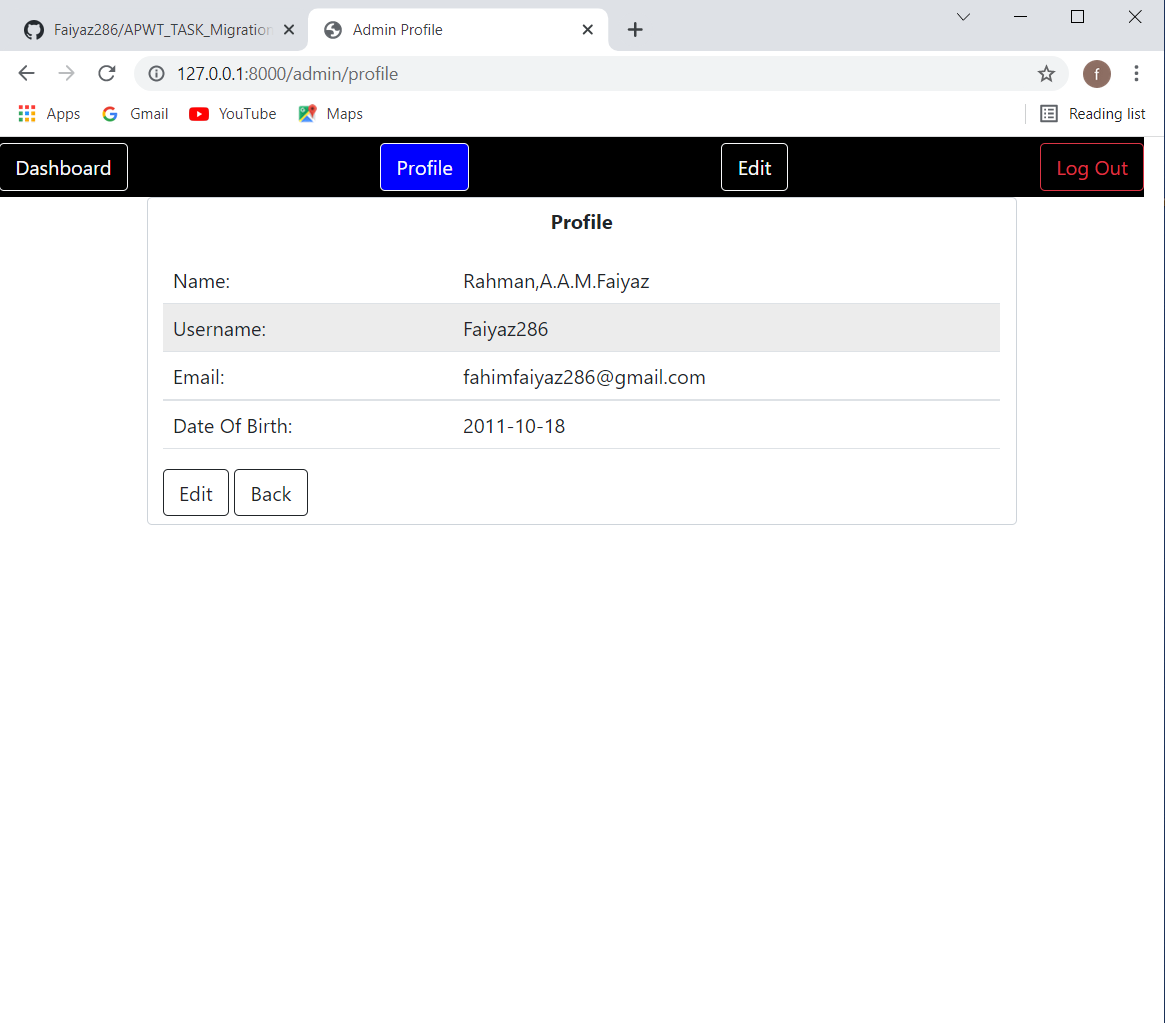 Faiyaz286/APWT_TASK_Migration Admin Profile
127.0.0.1:8000/admin/profile f
Apps Gmail YouTube Maps Reading list
Dashboard Profile Edit Log Out
Profile
Name: Rahman,A.A.M.Faiyaz
Username: Faiyaz286
Email: fahimfaiyaz286@gmail.com
Date Of Birth: 2011-10-18
Edit Back